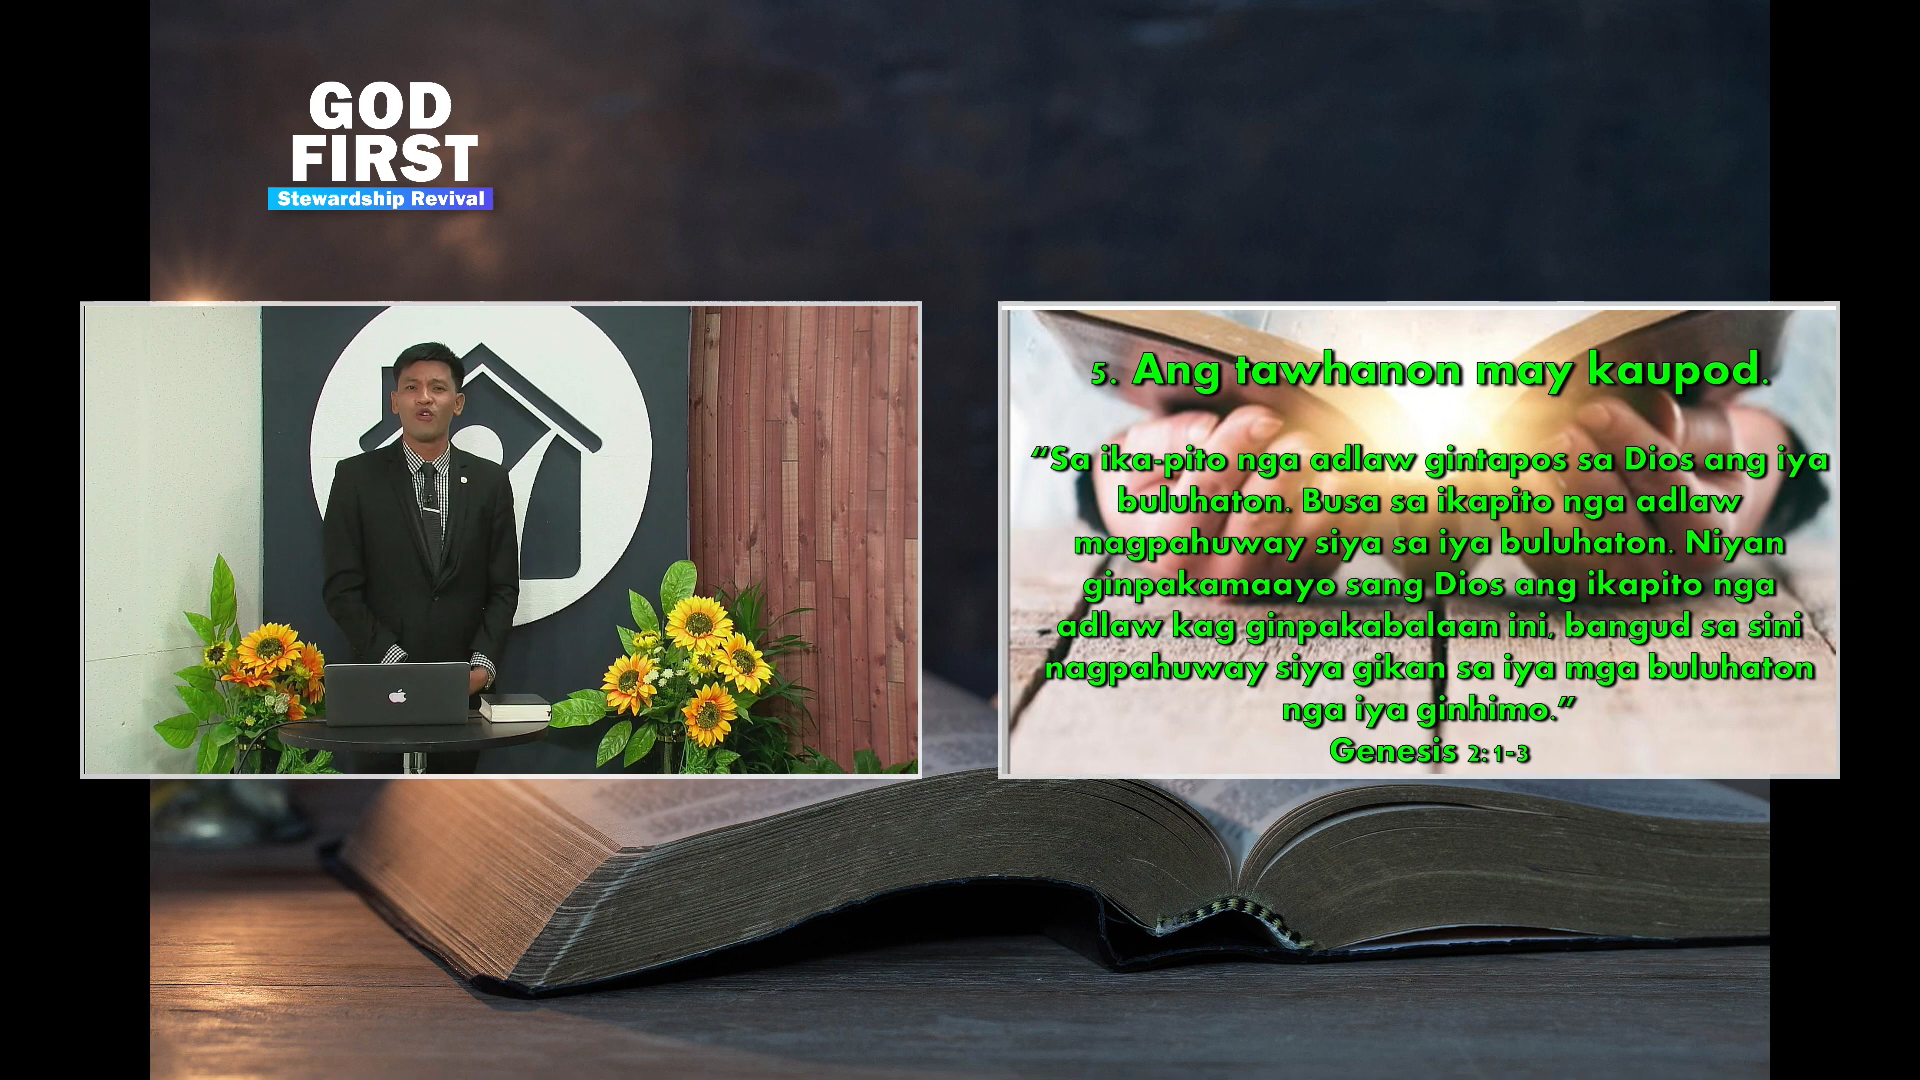 GOD
FIRST
Stewardship Revival
5. Ang tawhanon may kaupod.
“Sa ika-pito nga adlaw gintapos sa Dios ang iya
buluhaton. Busa sa ikapito nga adlaw
magpahuway siya sa iya buluhaton. Niyan
ginpakamaayo sang Dios ang ikapito nga
adlaw kag ginpakabalaan ini, bangud sa sini
nagpahuway siya gikan sa iya mga buluhaton
nga iya ginhimo.”
Genesis 2:1-3